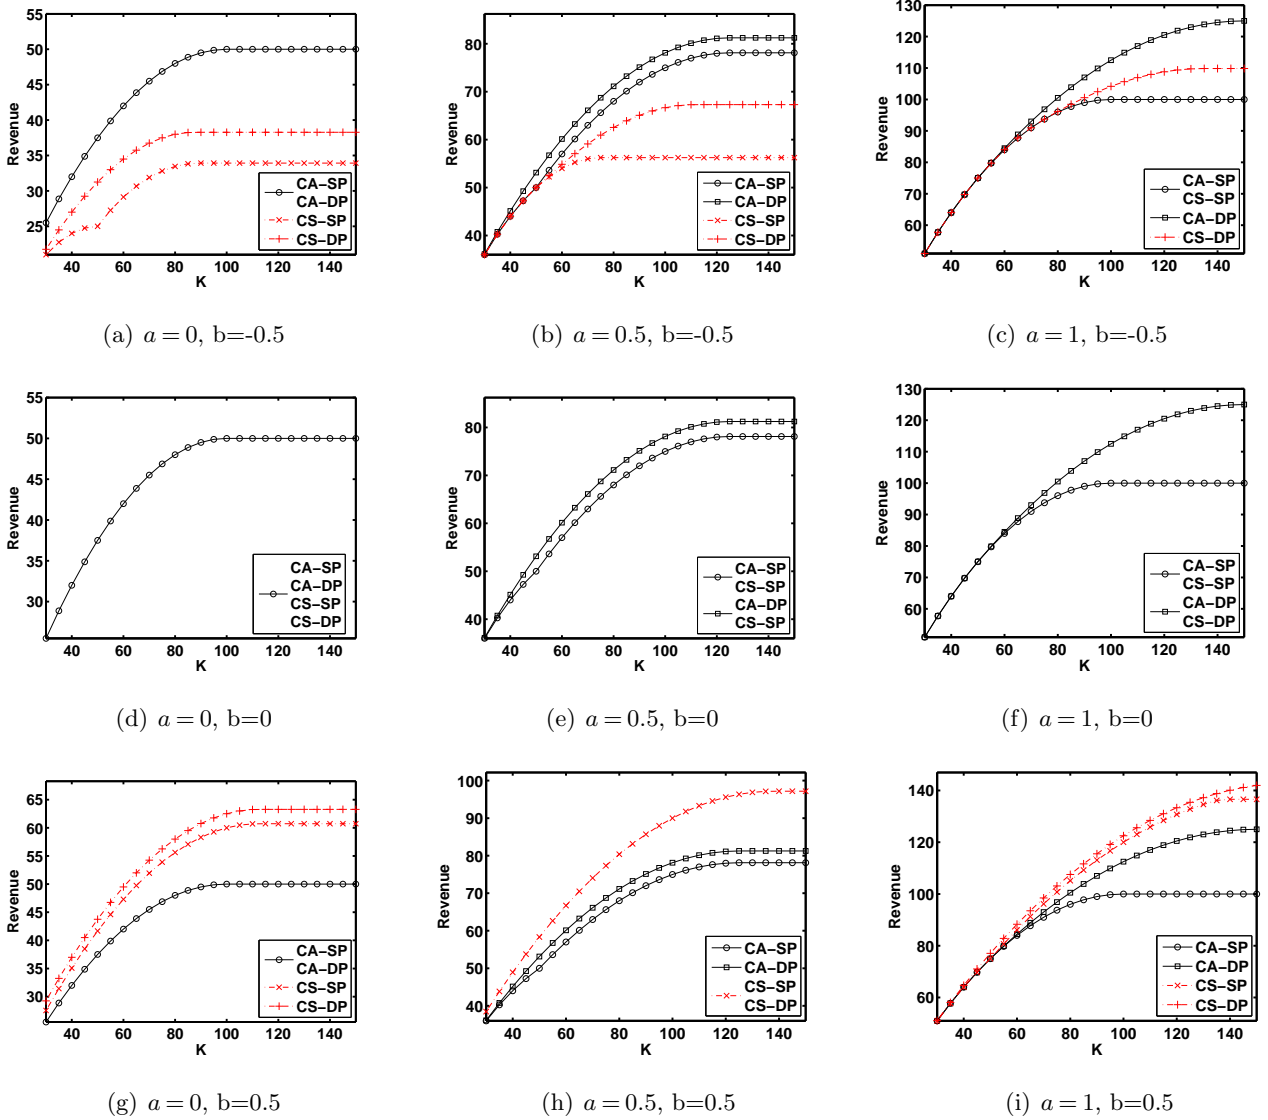 55
50
45
40
35
30
25
Revenue
40 60 80 100 120 140
K
CA−SP
CA−DP
CS−SP
CS−DP
(a) a = 0, b=-0.5
80
70
60
50
40
Revenue
40 60 80 100 120 140
K
CA−SP
CA−DP
CS−SP
CS−DP
(b) a = 0.5, b=-0.5
130
120
110
100
90
80
70
60
Revenue
40 60 80 100 120 140
K
CA−SP
CS−SP
CA−DP
CS−DP
(c) a = 1, b=-0.5
55
50
45
40
35
30
Revenue
40 60 80 100 120 140
K
CA−SP
CA−DP
CS−SP
CS−DP
(d) a = 0, b=0
80
70
60
50
40
Revenue
40 60 80 100 120 140
K
CA−SP
CS−SP
CA−DP
CS−SP
(e) a = 0.5, b=0
130
120
110
100
90
80
70
60
Revenue
40 60 80 100 120 140
K
CA−SP
CS−SP
CA−DP
CS−DP
(f) a = 1, b=0
65
60
55
50
45
40
35
30
Revenue
40 60 80 100 120 140
K
CA−SP
CA−DP
CS−SP
CS−DP
(g) a = 0, b=0.5
100
90
80
70
60
50
40
Revenue
40 60 80 100 120 140
K
CA−SP
CA−DP
CS−SP
CS−DP
(h) a = 0.5, b=0.5
140
120
100
80
60
Revenue
40 60 80 100 120 140
K
CA−SP
CA−DP
CS−SP
CS−DP
(i) a = 1, b=0.5